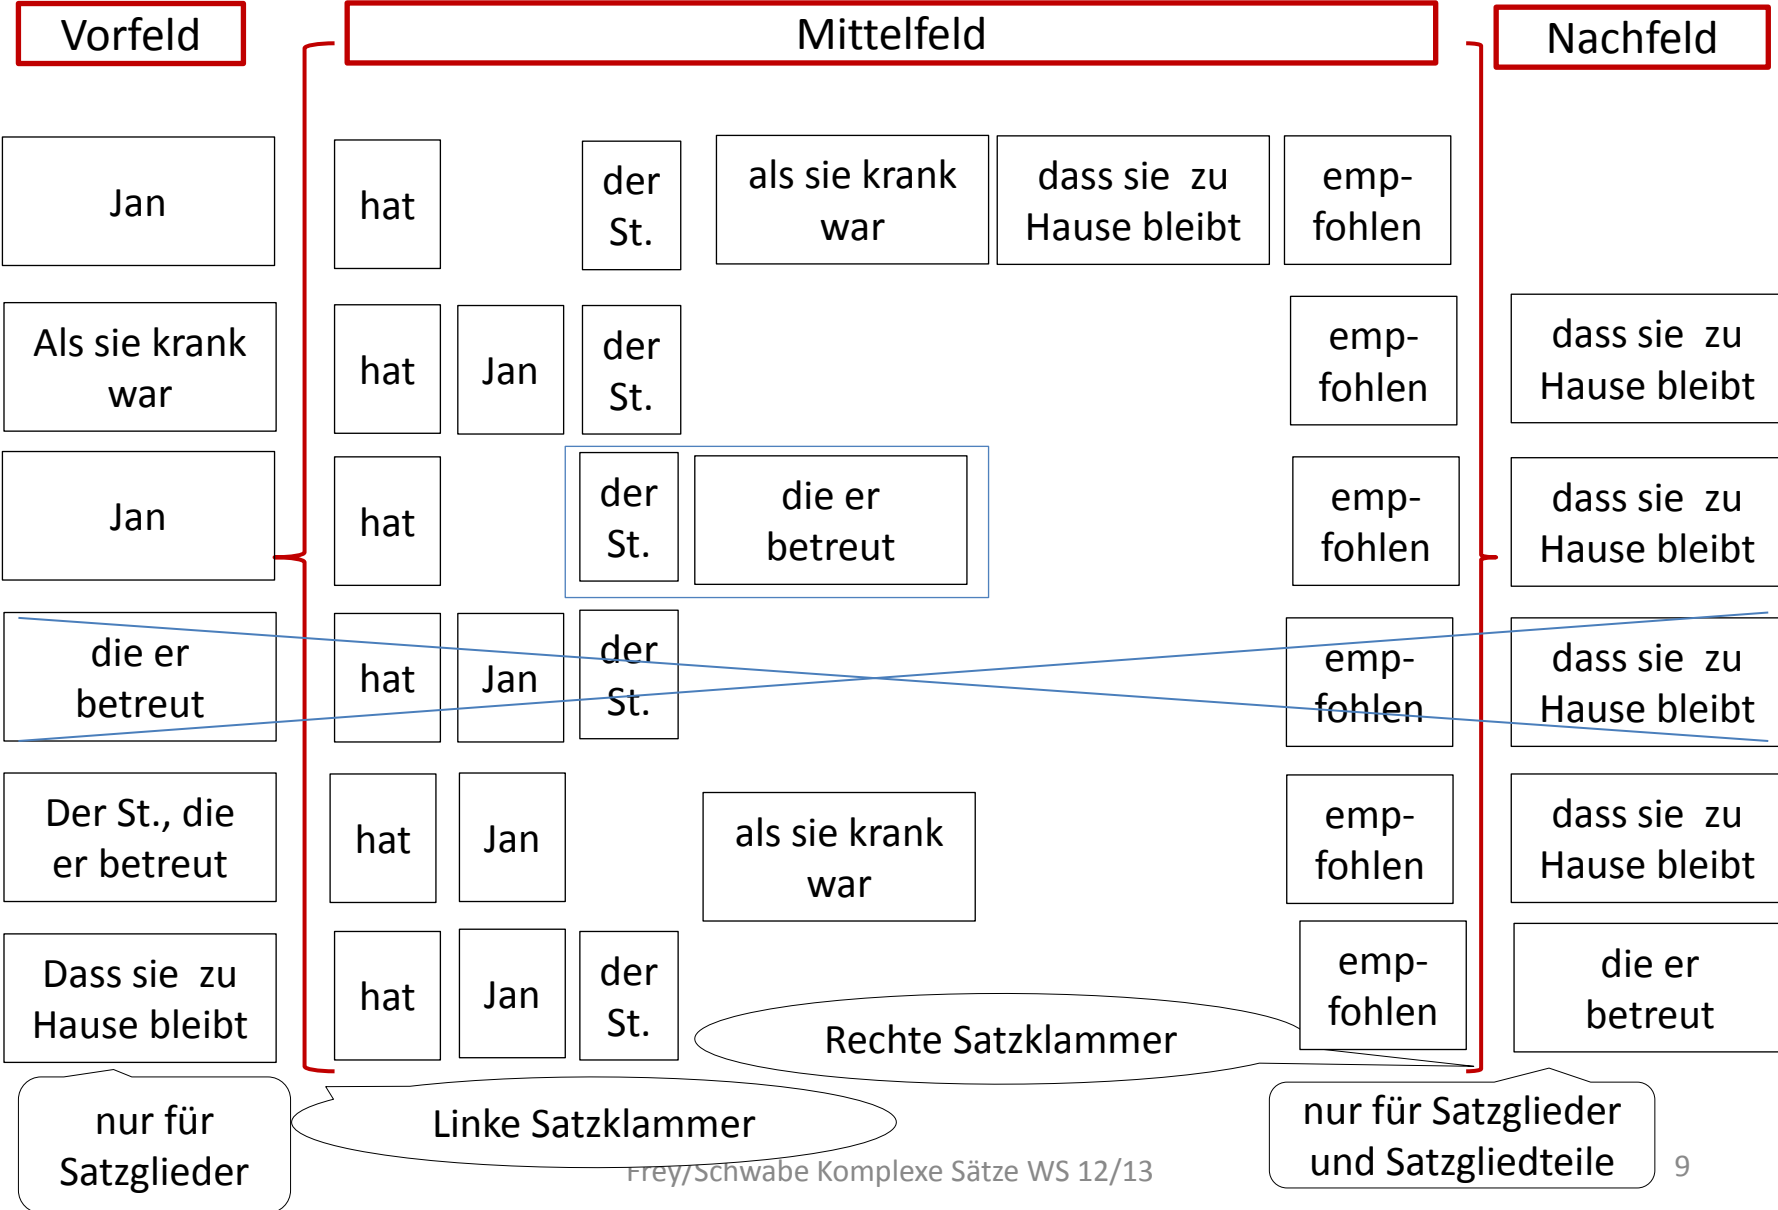 Vorfeld Mittelfeld Nachfeld
Jan hat der St. als sie krank war dass sie zu Hause bleibt emp-fohlen
Als sie krank war hat Jan der St. emp-fohlen dass sie zu Hause bleibt
Jan hat der St. die er betreut emp-fohlen dass sie zu Hause bleibt
die er betreut hat Jan der St. emp-fohlen dass sie zu Hause bleibt
Der St., die er betreut hat Jan als sie krank war emp-fohlen dass sie zu Hause bleibt
Dass sie zu Hause bleibt hat Jan der St. emp-fohlen die er betreut
Rechte Satzklammer
nur für Satzglieder
Linke Satzklammer
nur für Satzglieder und Satzgliedteile
Frey/Schwabe Komplexe Sätze WS 12/13
9